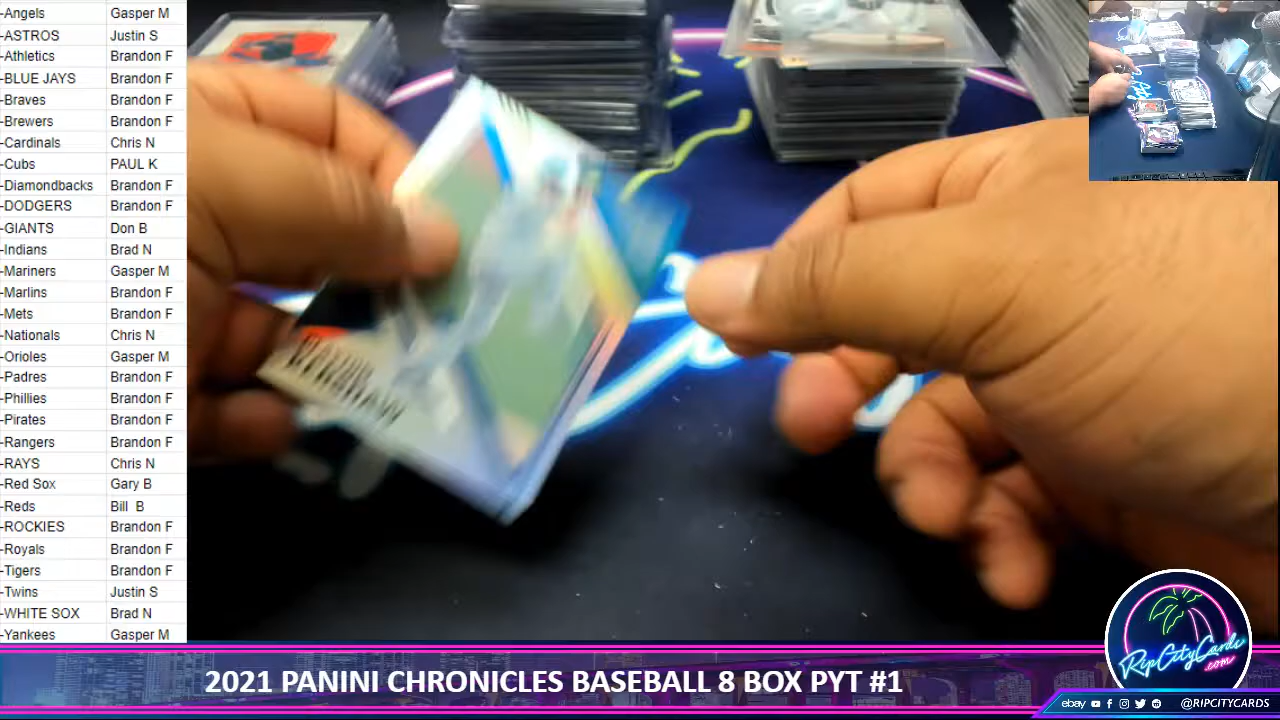 -Angels Gasper M
-ASTROS Justin S
-Athletics Brandon F
-BLUE JAYS Brandon F
-Braves Brandon F
-Brewers Brandon F
-Cardinals Chris N
-Cubs PAUL K
-Diamondbacks Brandon F
-DODGERS Brandon F
-GIANTS Don B
-Indians Brad N
-Mariners Gasper M
-Marlins Brandon F
-Mets Brandon F
-Nationals Chris N
-Orioles Gasper M
-Padres Brandon F
-Phillies Brandon F
-Pirates Brandon F
-Rangers Brandon F
-RAYS Chris N
-Red Sox Gary B
-Reds Bill B
-ROCKIES Brandon F
-Royals Brandon F
-Tigers Brandon F
-Twins Justin S
-WHITE SOX Brad N
-Yankees Gasper M
2021 PANINI CHRONICLES BASEBALL 8 BOX PYT #1
RipCityCards
.com
ebay @RIPCITYCARDS